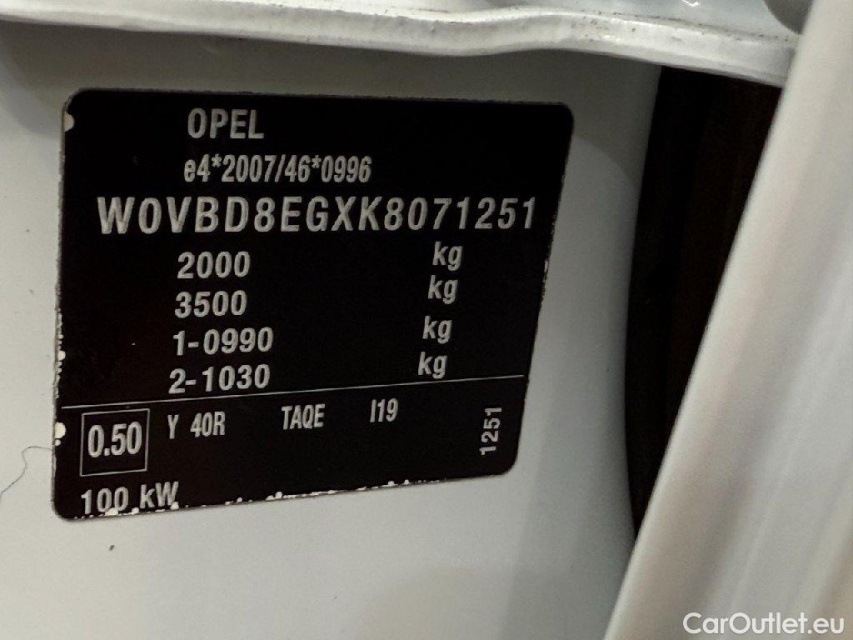 OPEL
e4*2007/46*0996
W0VBD8EGXK8071251
2000 kg
3500 kg
1-0990 kg
2-1030 kg
0.50 Y 40R TAQE I19
1251
100 kW
CarOutlet.eu